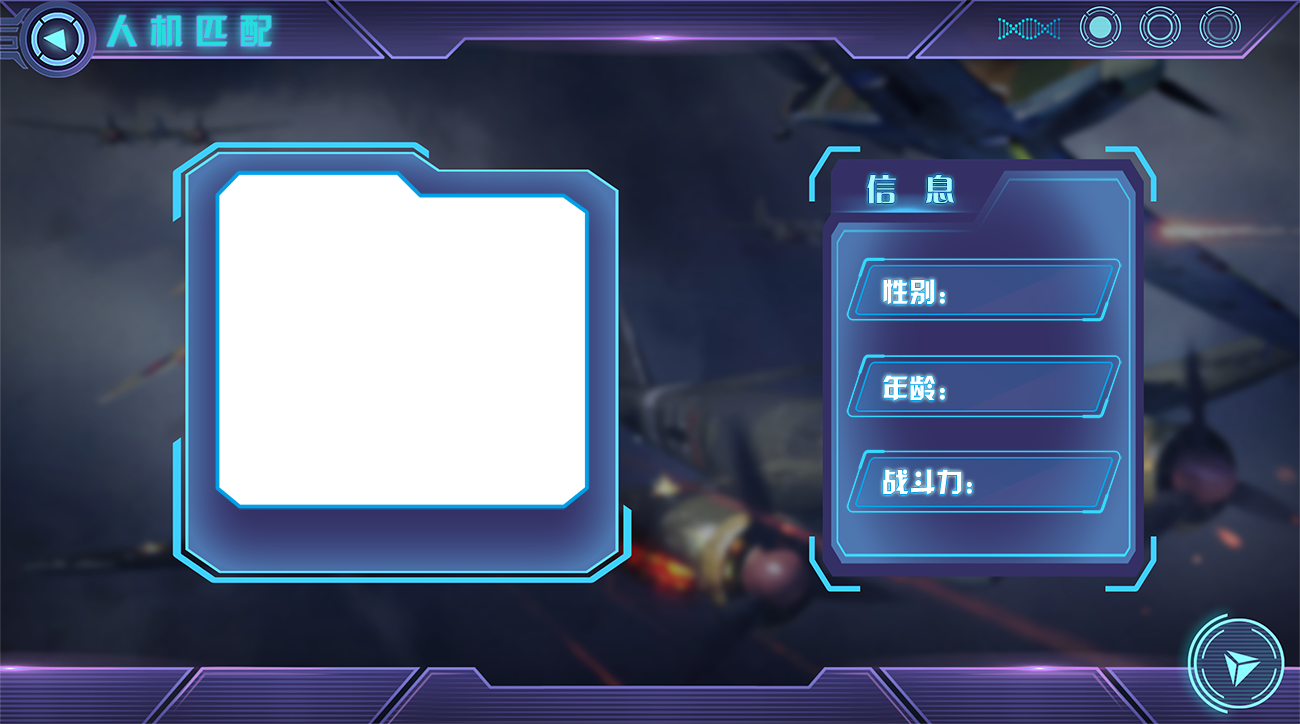 人机匹配
信息
性别：
年龄：
战斗力：